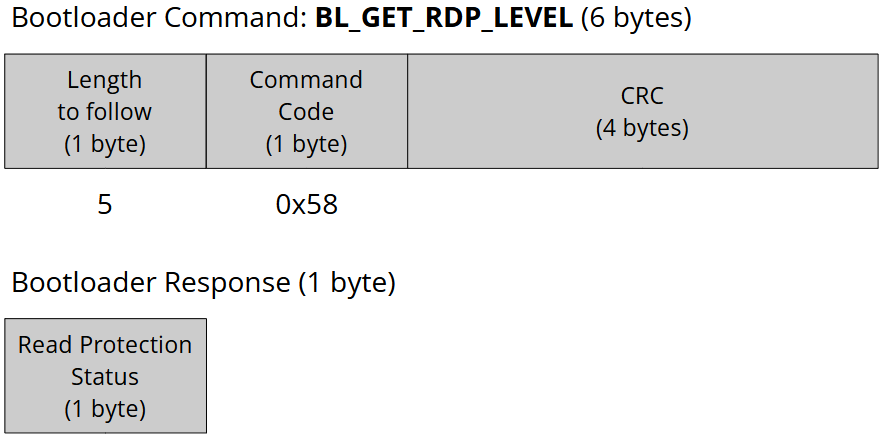 Bootloader Command: BL_GET_RDP_LEVEL (6 bytes)
Length
to follow
(1 byte)
Command
Code
(1 byte)
CRC
(4 bytes)
5
0x58
Bootloader Response (1 byte)
Read Protection
Status
(1 byte)